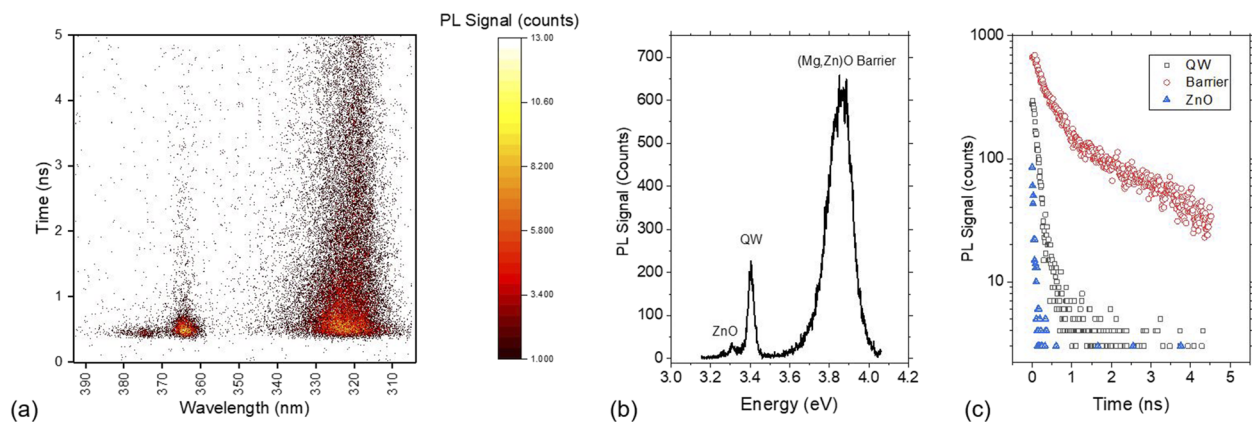 PL Signal (counts)
5
4
3
2
1
0
Time (ns)
390
380
370
360
350
340
330
320
310
Wavelength (nm)
(a)
13.00
10.60
8.200
5.800
3.400
1.000
700
600
500
400
300
200
100
0
PL Signal (Counts)
(Mg,Zn)O Barrier
QW
ZnO
3.0 3.2 3.4 3.6 3.8 4.0 4.2
Energy (eV)
(b)
1000
100
10
PL Signal (counts)
QW
Barrier
ZnO
0 1 2 3 4 5
Time (ns)
(c)